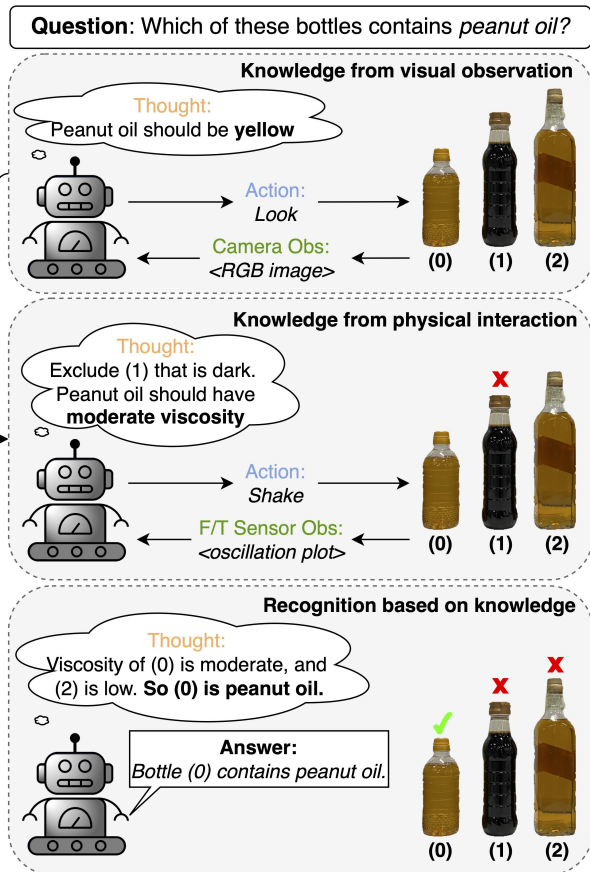 Question: Which of these bottles contains peanut oil?
Knowledge from visual observation
Thought:
Peanut oil should be yellow
Action:
Look
Camera Obs:
<RGB image>
(0) (1) (2)
Knowledge from physical interaction
Thought:
Exclude (1) that is dark.
Peanut oil should have
moderate viscosity
X
Action:
Shake
F/T Sensor Obs:
<oscillation plot>
(0) (1) (2)
Recognition based on knowledge
Thought:
Viscosity of (0) is moderate, and
(2) is low. So (0) is peanut oil.
X X
Answer:
Bottle (0) contains peanut oil.
(0) (1) (2)